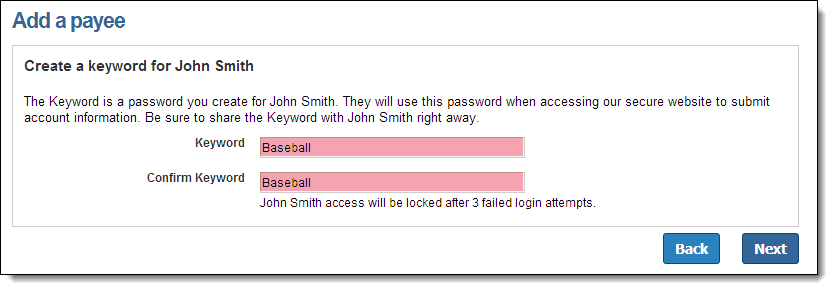 Add a payee
Create a keyword for John Smith
The Keyword is a password you create for John Smith. They will use this password when accessing our secure website to submit
account information. Be sure to share the Keyword with John Smith right away.
Keyword Baseball
Confirm Keyword Baseball
John Smith access will be locked after 3 failed login attempts.
Back Next